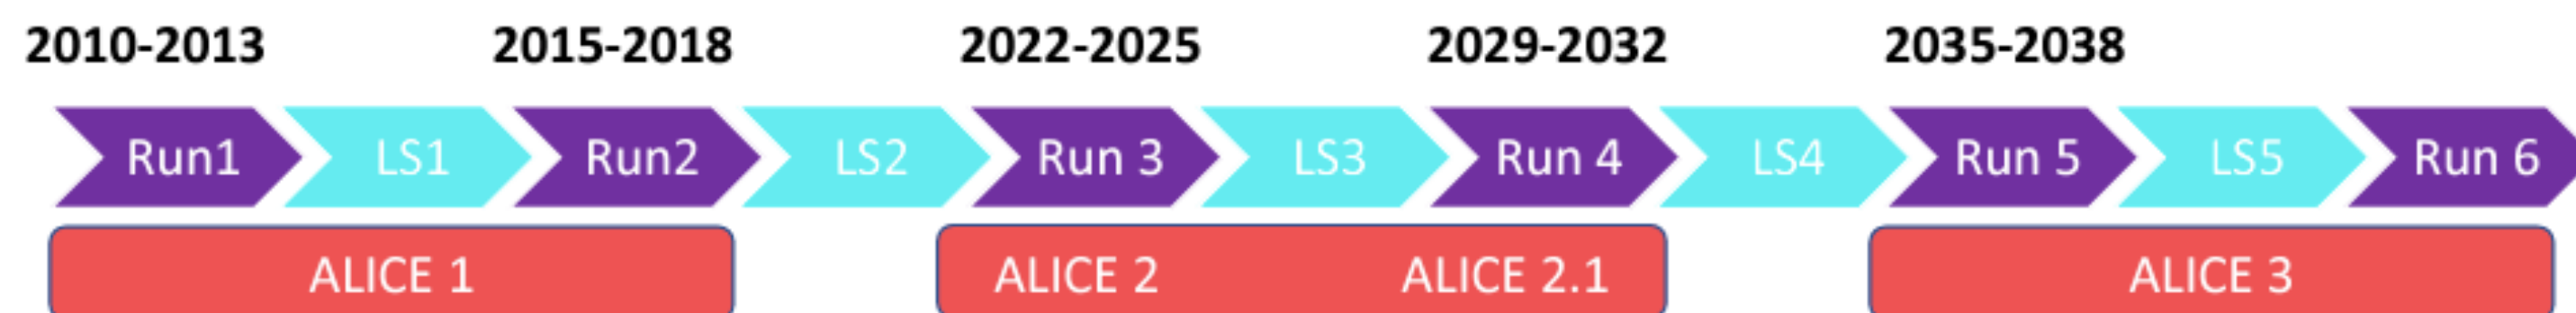 2010-2013 2015-2018 2022-2025 2029-2032 2035-2038
Run1 LS1 Run2 LS2 Run 3 LS3 Run 4 LS4 Run 5 LS5 Run 6
ALICE 1 ALICE 2 ALICE 2.1 ALICE 3